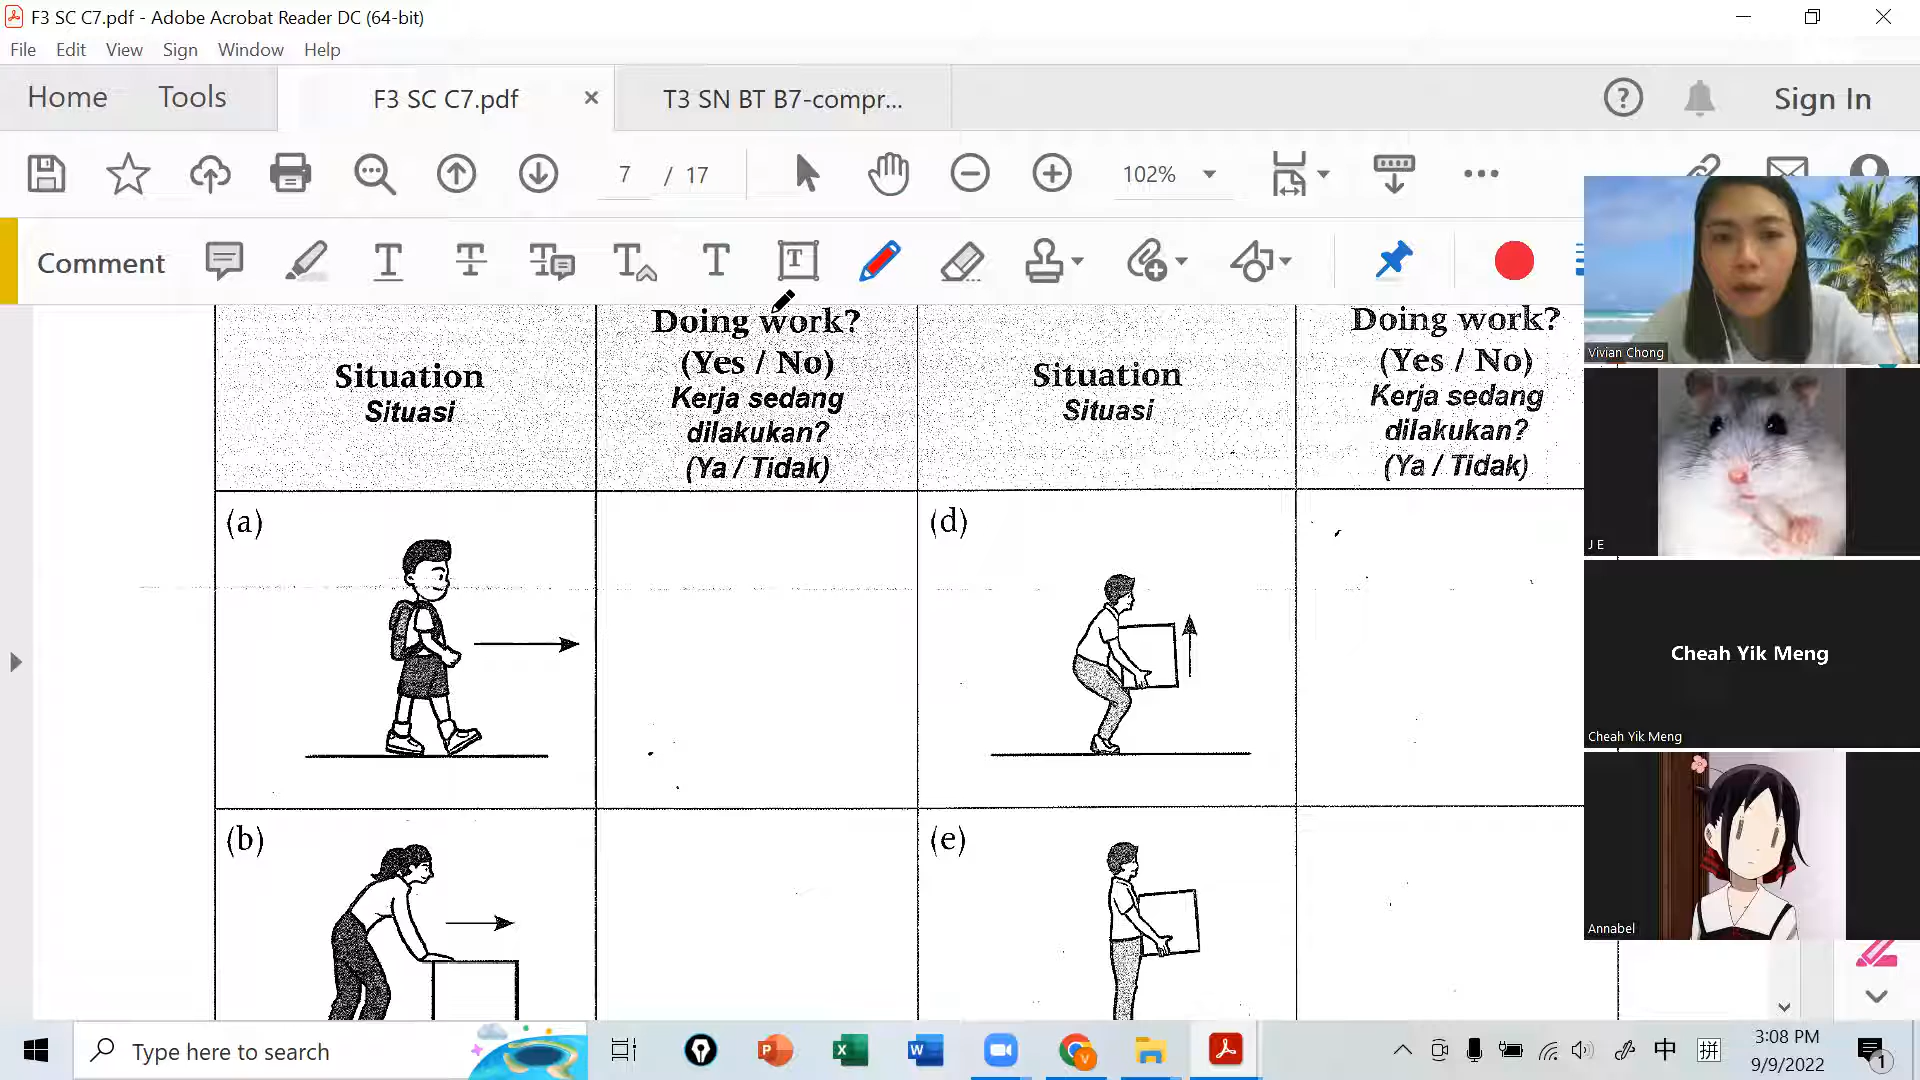 F3 SC C7.pdf - Adobe Acrobat Reader DC (64-bit)
File Edit View Sign Window Help
Home Tools F3 SC C7.pdf × T3 SN BT B7-compr... Sign In
7 / 17 102%
Comment
Situation
Situasi
Doing work?
(Yes / No)
Kerja sedang
dilakukan?
(Ya / Tidak)
Situation
Situasi
Doing work?
(Yes / No)
Kerja sedang
dilakukan?
(Ya / Tidak)
(a)
(d)
(b)
(e)
Vivian Chong
J E
Cheah Yik Meng
Cheah Yik Meng
Annabel
Type here to search
中 拼
3:08 PM
9/9/2022
1